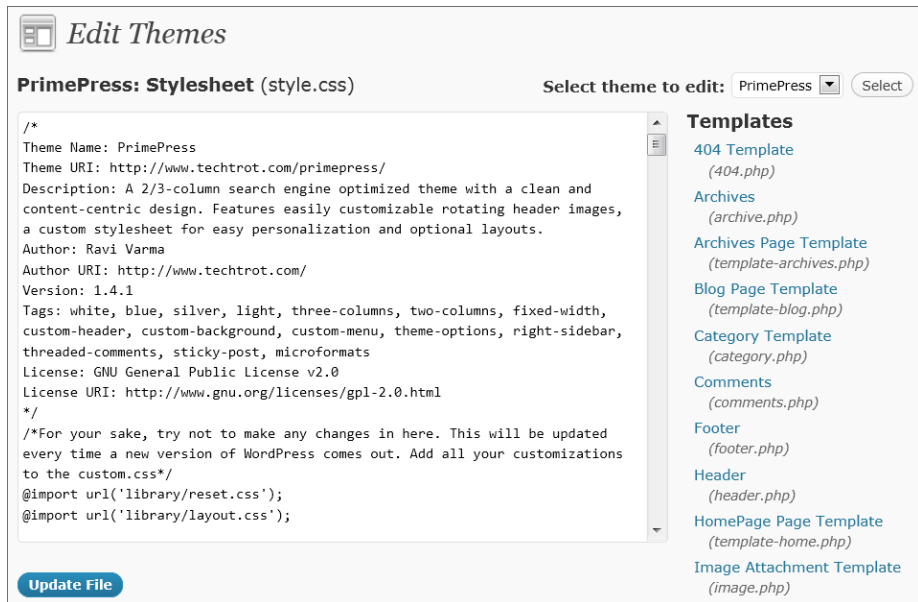 Edit Themes
PrimePress: Stylesheet (style.css)
Select theme to edit: PrimePress Select
/*
Theme Name: PrimePress
Theme URI: http://www.techtrot.com/primepress/
Description: A 2/3-column search engine optimized theme with a clean and
content-centric design. Features easily customizable rotating header images,
a custom stylesheet for easy personalization and optional layouts.
Author: Ravi Varma
Author URI: http://www.techtrot.com/
Version: 1.4.1
Tags: white, blue, silver, light, three-columns, two-columns, fixed-width,
custom-header, custom-background, custom-menu, theme-options, right-sidebar,
threaded-comments, sticky-post, microformats
License: GNU General Public License v2.0
License URI: http://www.gnu.org/licenses/gpl-2.0.html
*/
/*For your sake, try not to make any changes in here. This will be updated
every time a new version of WordPress comes out. Add all your customizations
to the custom.css*/
@import url('library/reset.css');
@import url('library/layout.css');
Update File
Templates
404 Template
(404.php)
Archives
(archive.php)
Archives Page Template
(template-archives.php)
Blog Page Template
(template-blog.php)
Category Template
(category.php)
Comments
(comments.php)
Footer
(footer.php)
Header
(header.php)
HomePage Page Template
(template-home.php)
Image Attachment Template
(image.php)